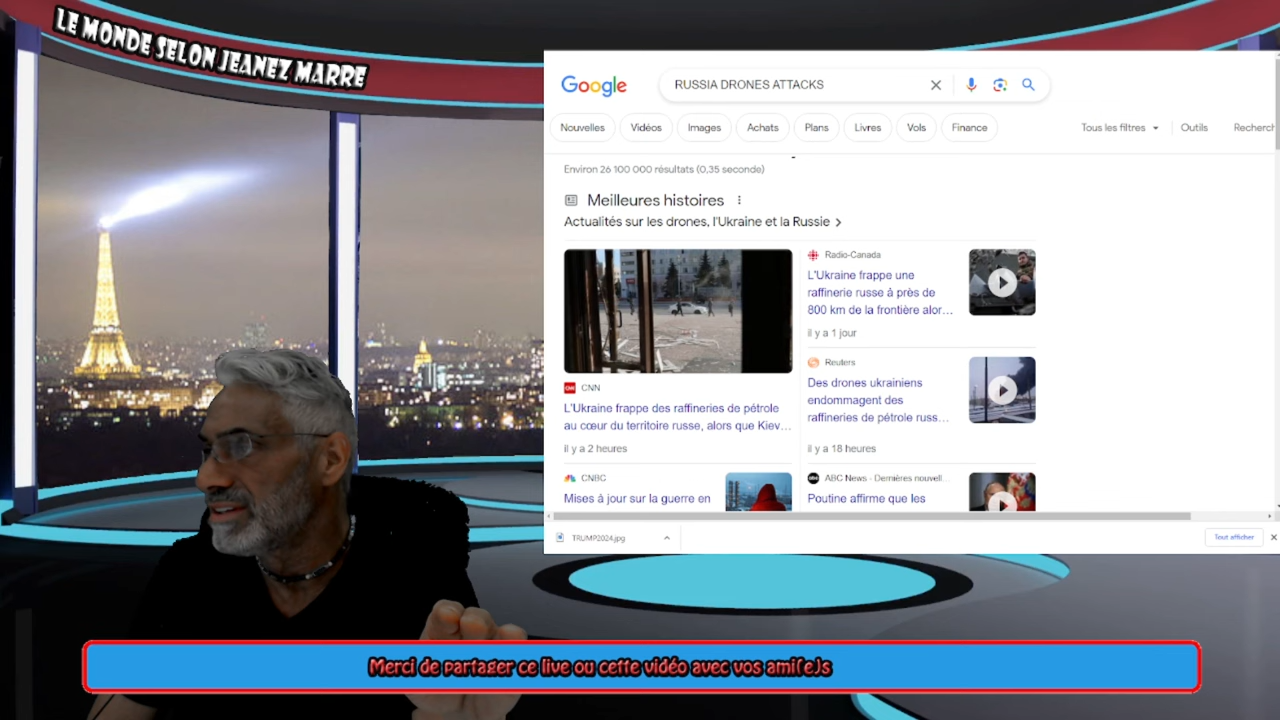 LE MONDE SELON JEANEZ MARRE
Google
RUSSIA DRONES ATTACKS
Nouvelles
Vidéos
Images
Achats
Plans
Livres
Vols
Finance
Tous les filtres
Outils
Recherch
Environ 26 100 000 résultats (0,35 seconde)
Meilleures histoires
Actualités sur les drones, l'Ukraine et la Russie
CNN
L'Ukraine frappe des raffineries de pétrole
au cœur du territoire russe, alors que Kiev…
il y a 2 heures
CNBC
Mises à jour sur la guerre en
Radio-Canada
L'Ukraine frappe une
raffinerie russe à près de
800 km de la frontière alor…
il y a 1 jour
Reuters
Des drones ukrainiens
endommagent des
raffineries de pétrole russ…
il y a 18 heures
abc
ABC News - Dernières nouvell…
Poutine affirme que les
TRUMP2024.jpg
Tout afficher
Merci de partager ce live ou cette vidéo avec vos ami(e)s